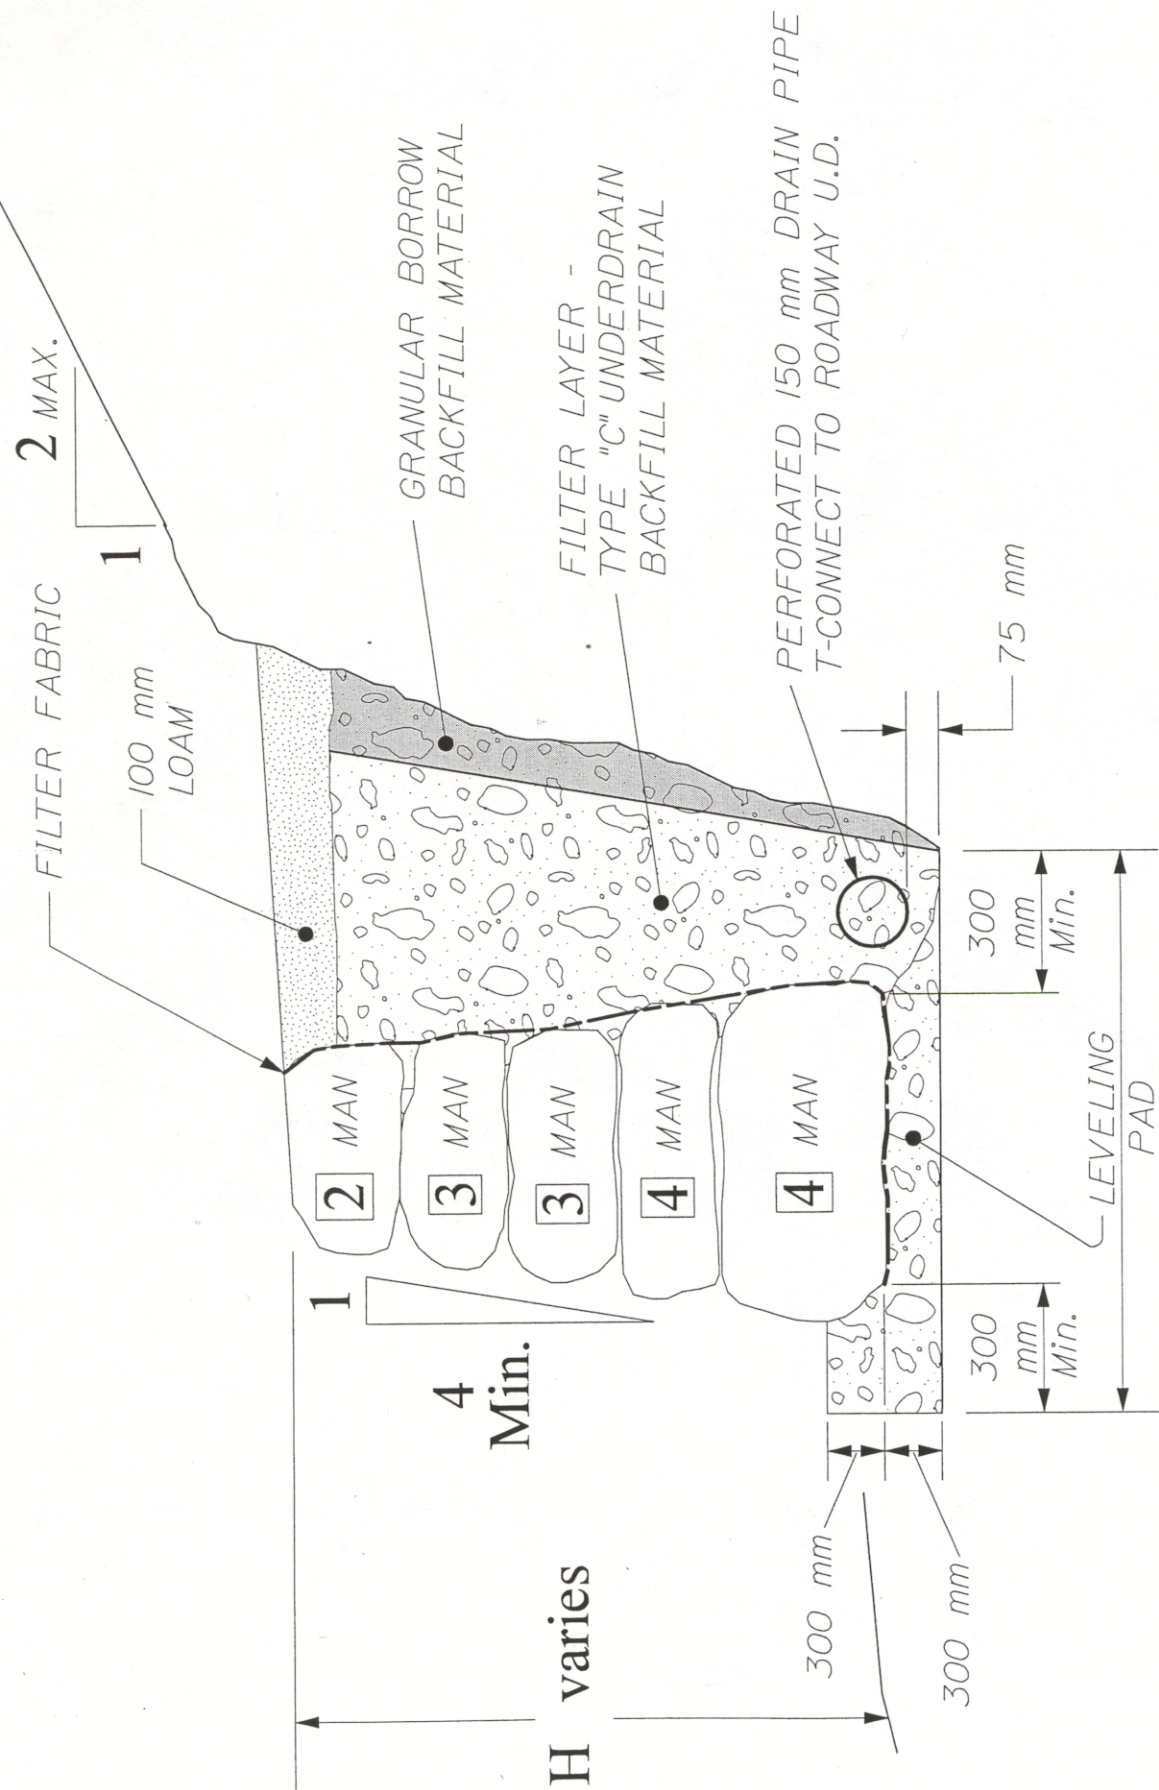 2 MAX.
1
FILTER FABRIC
100 mm
LOAM
GRANULAR BORROW
BACKFILL MATERIAL
FILTER LAYER -
TYPE "C" UNDERDRAIN
BACKFILL MATERIAL
PERFORATED 150 mm DRAIN PIPE
T-CONNECT TO ROADWAY U.D.
75 mm
2 MAN
3 MAN
3 MAN
4 MAN
4 MAN
1
4
Min.
H varies
300 mm
300 mm
300
mm
Min.
300
mm
Min.
LEVELING
PAD